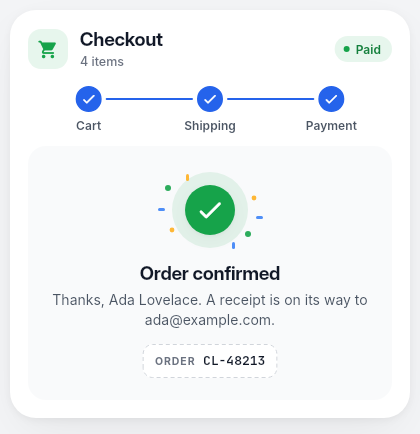 Checkout
4 items
Paid
Cart
Shipping
Payment
Order confirmed
Thanks, Ada Lovelace. A receipt is on its way to
ada@example.com.
ORDER CL-48213